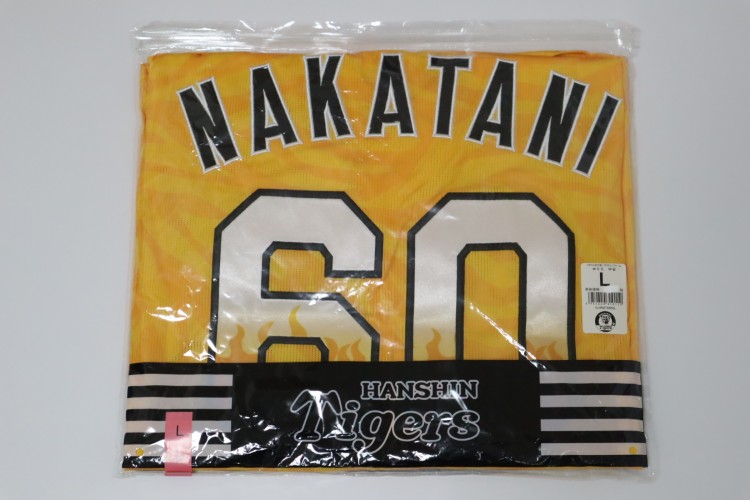 NAKATANI
60
L
HANSHIN
Tigers
L